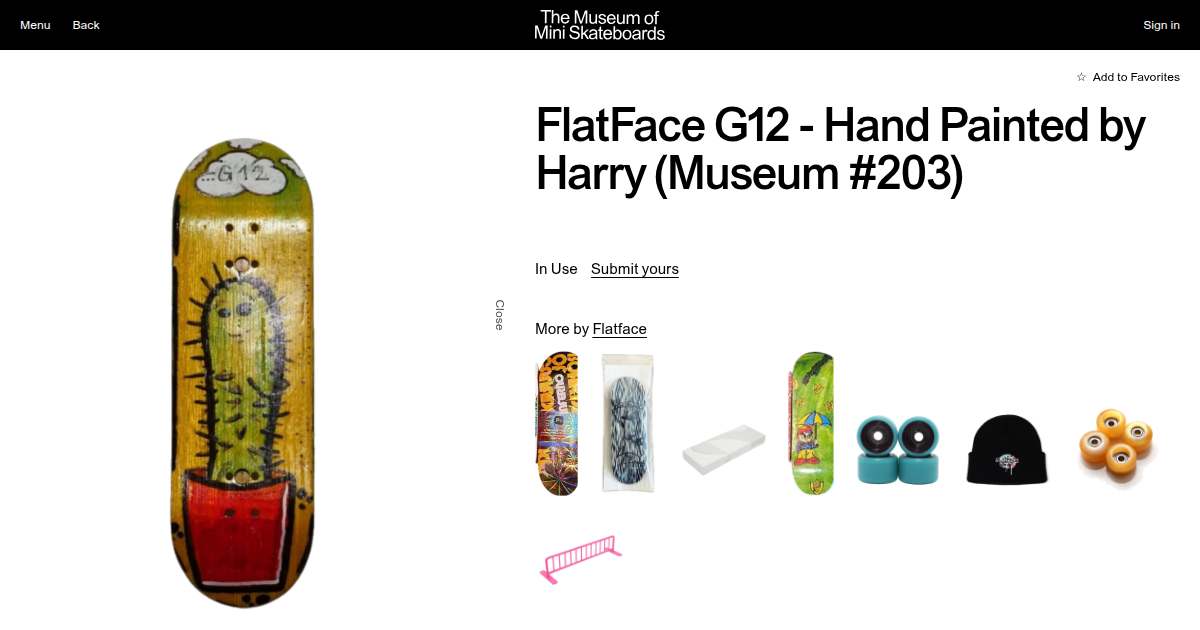 Menu
Back
The Museum of
Mini Skateboards
Sign in
☆ Add to Favorites
FlatFace G12 - Hand Painted by
Harry (Museum #203)
...G12
In Use
Submit yours
Close
More by Flatface